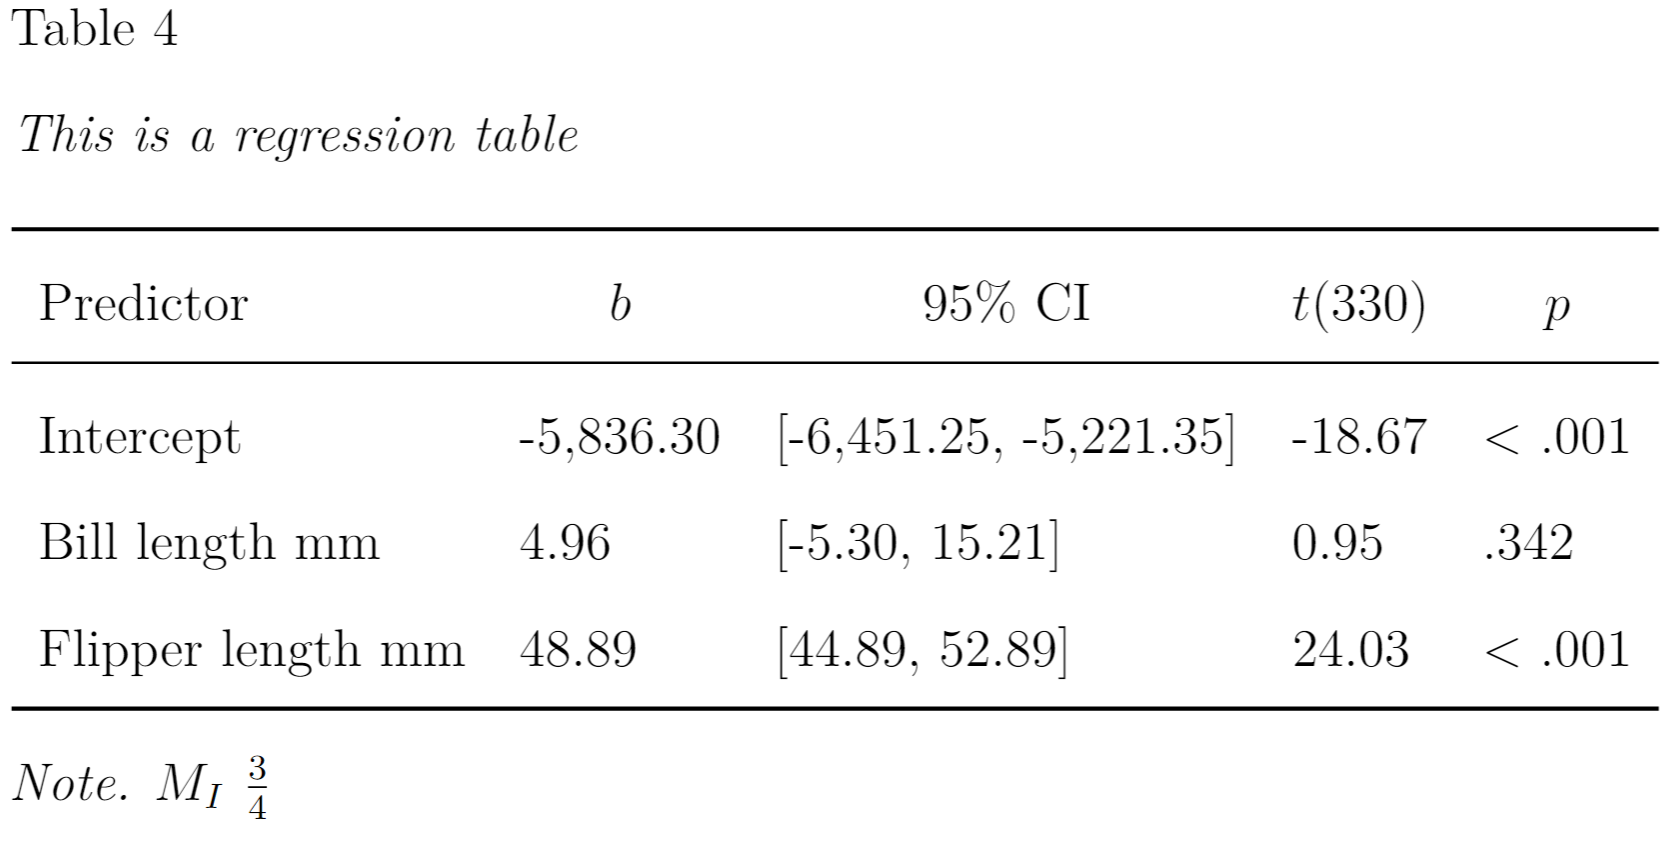 Table 4
This is a regression table
Predictor b 95% CI t(330) p
Intercept -5,836.30 [-6,451.25, -5,221.35] -18.67 < .001
Bill length mm 4.96 [-5.30, 15.21] 0.95 .342
Flipper length mm 48.89 [44.89, 52.89] 24.03 < .001
Note. M_I 3/4